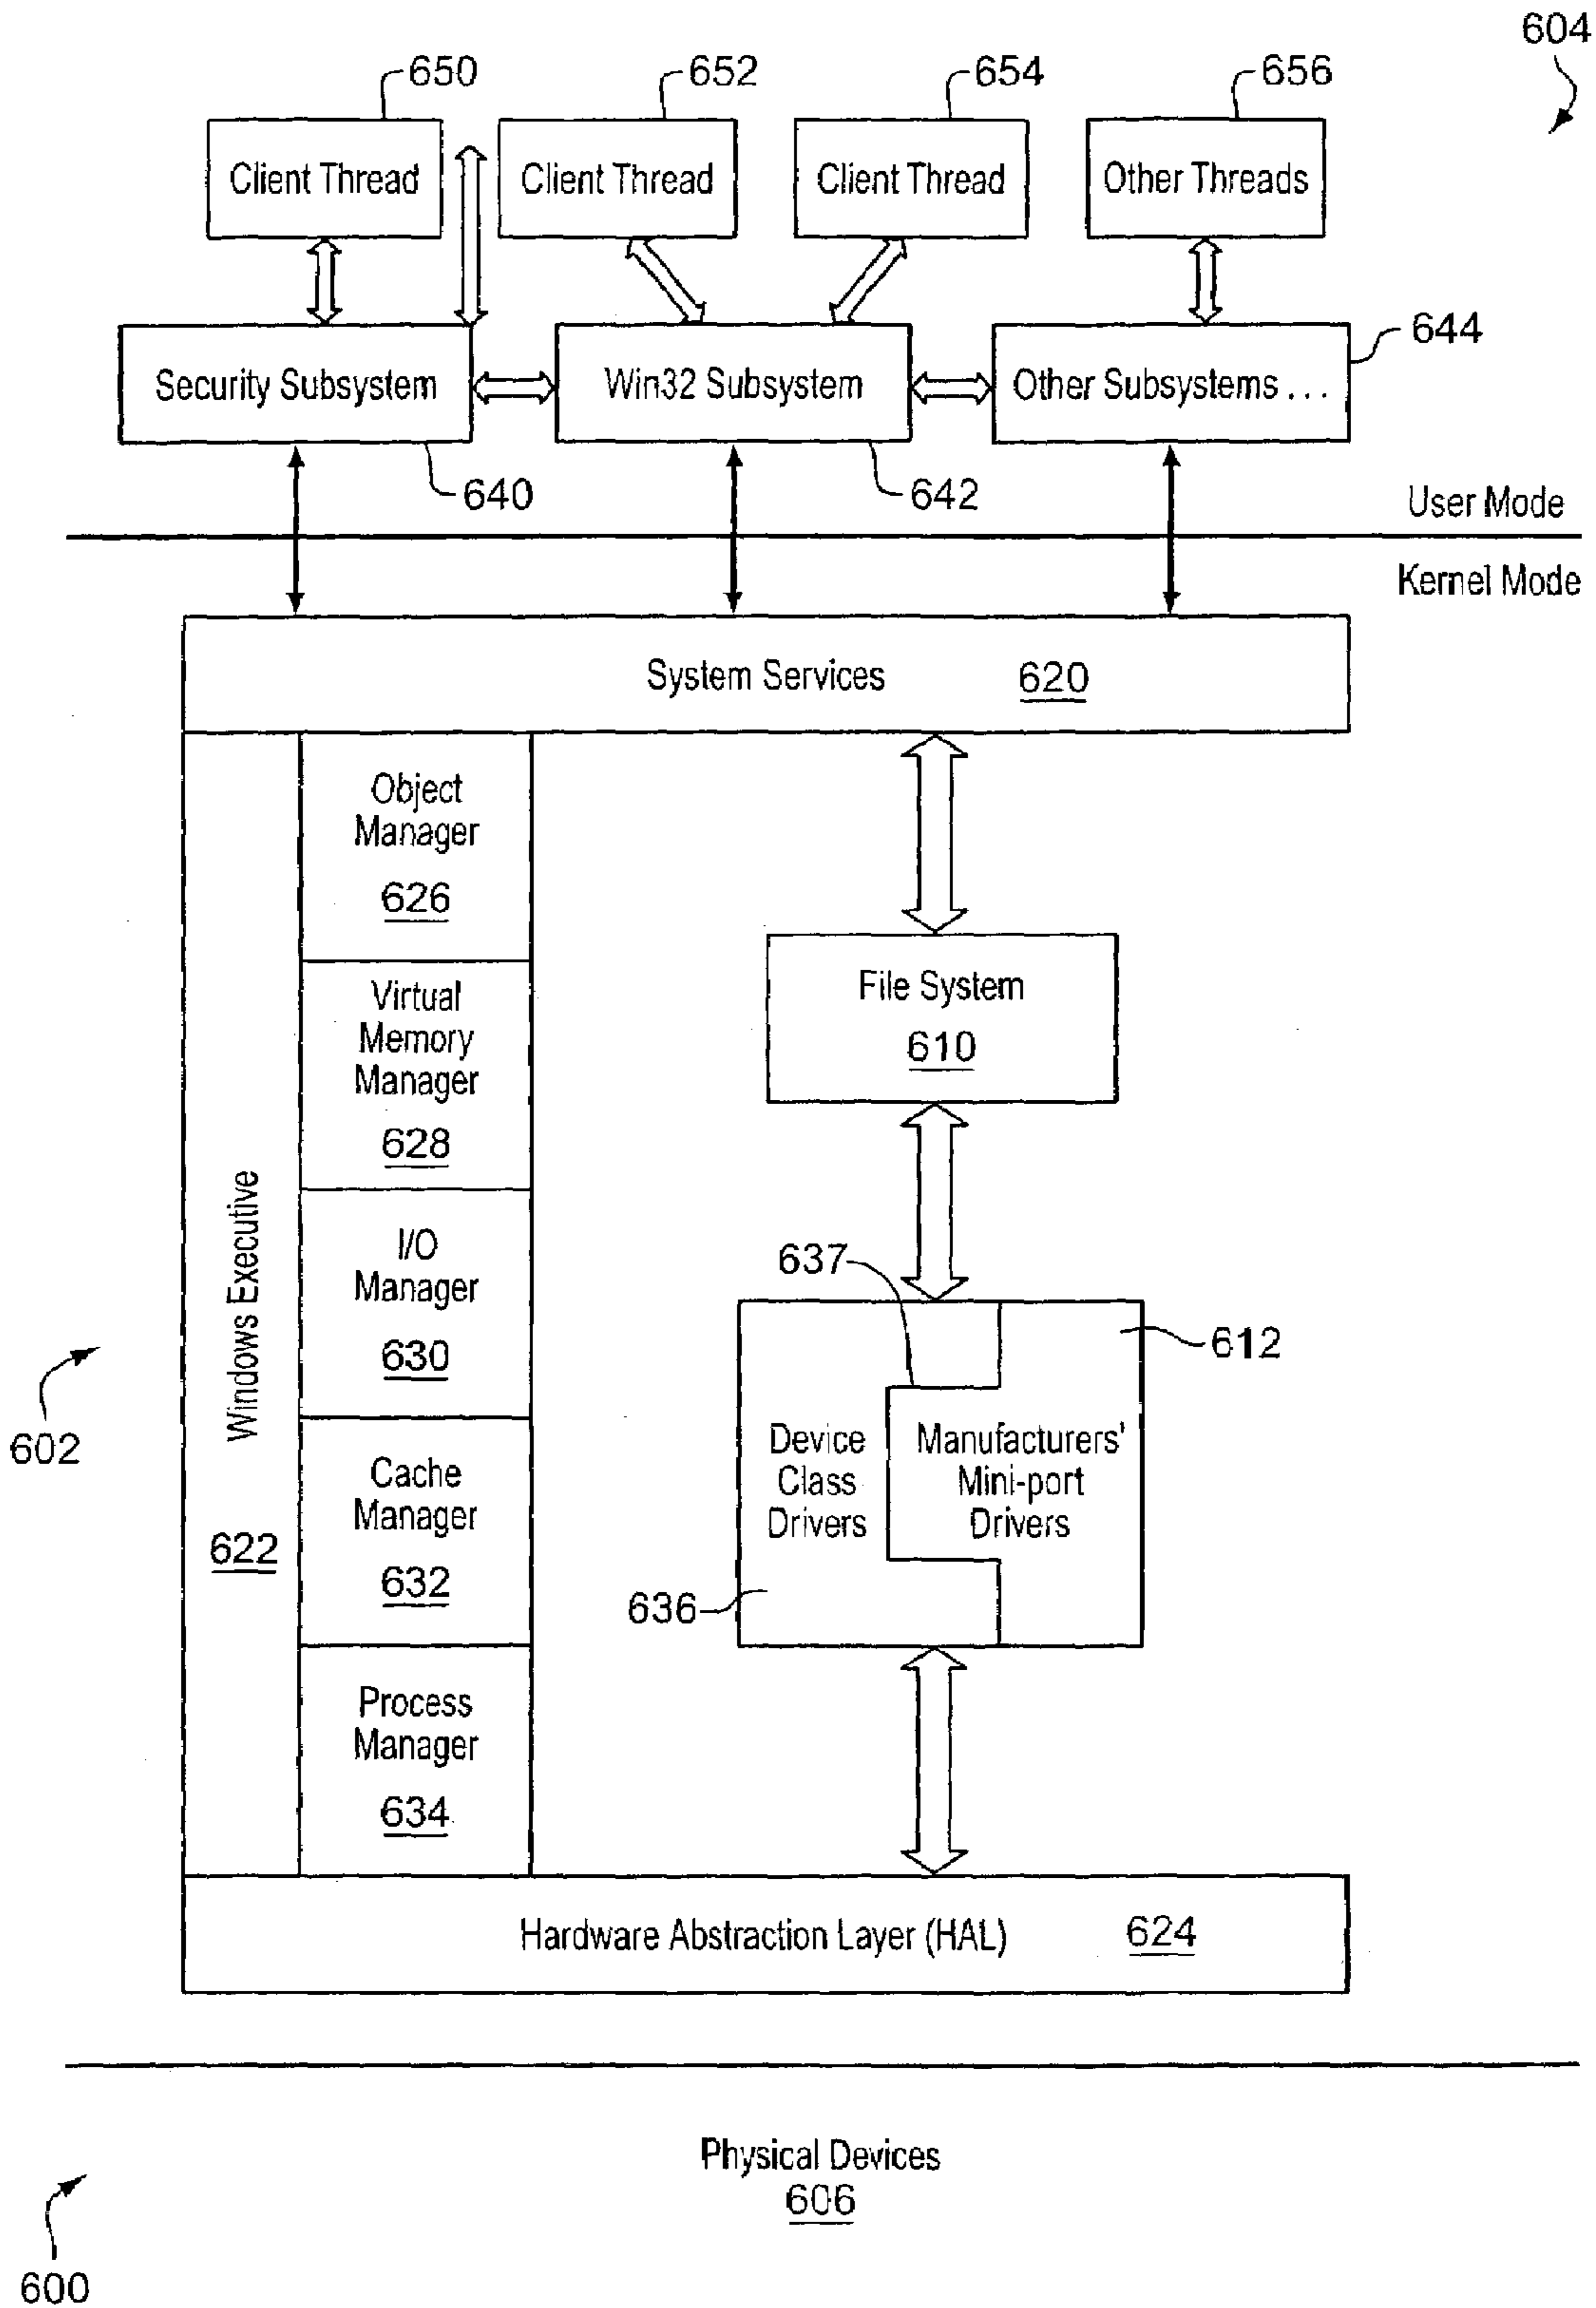 604
650
652
654
656
Client Thread
Client Thread
Client Thread
Other Threads
644
Security Subsystem
Win32 Subsystem
Other Subsystems...
640
642
User Mode
Kernel Mode
System Services 620
Object
Manager
626
Virtual
Memory
Manager
628
I/O
Manager
630
Cache
Manager
632
Process
Manager
634
Windows Executive
622
602
File System
610
637
612
Device
Class
Drivers
Manufacturers'
Mini-port
Drivers
636
Hardware Abstraction Layer (HAL) 624
Physical Devices
606
600